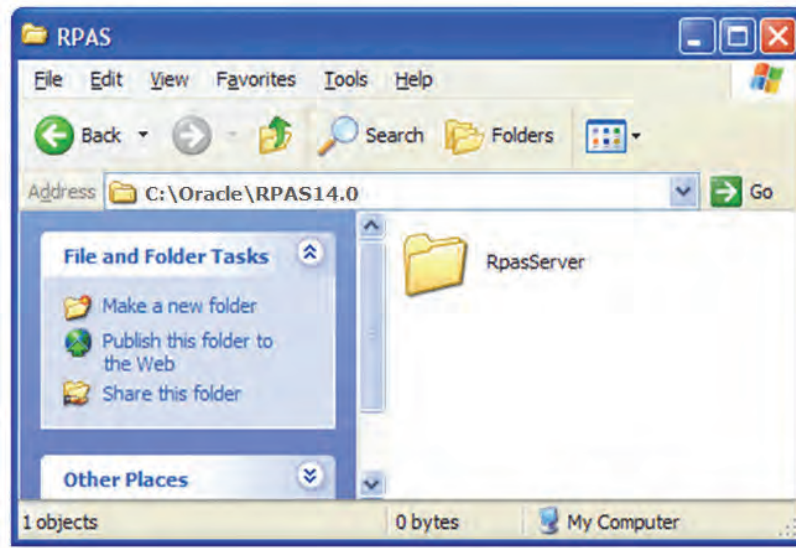 RPAS
File Edit View Favorites Tools Help
Back Search Folders
Address C:\Oracle\RPAS14.0 Go
File and Folder Tasks
Make a new folder
Publish this folder to
the Web
Share this folder
Other Places
RpasServer
1 objects 0 bytes My Computer